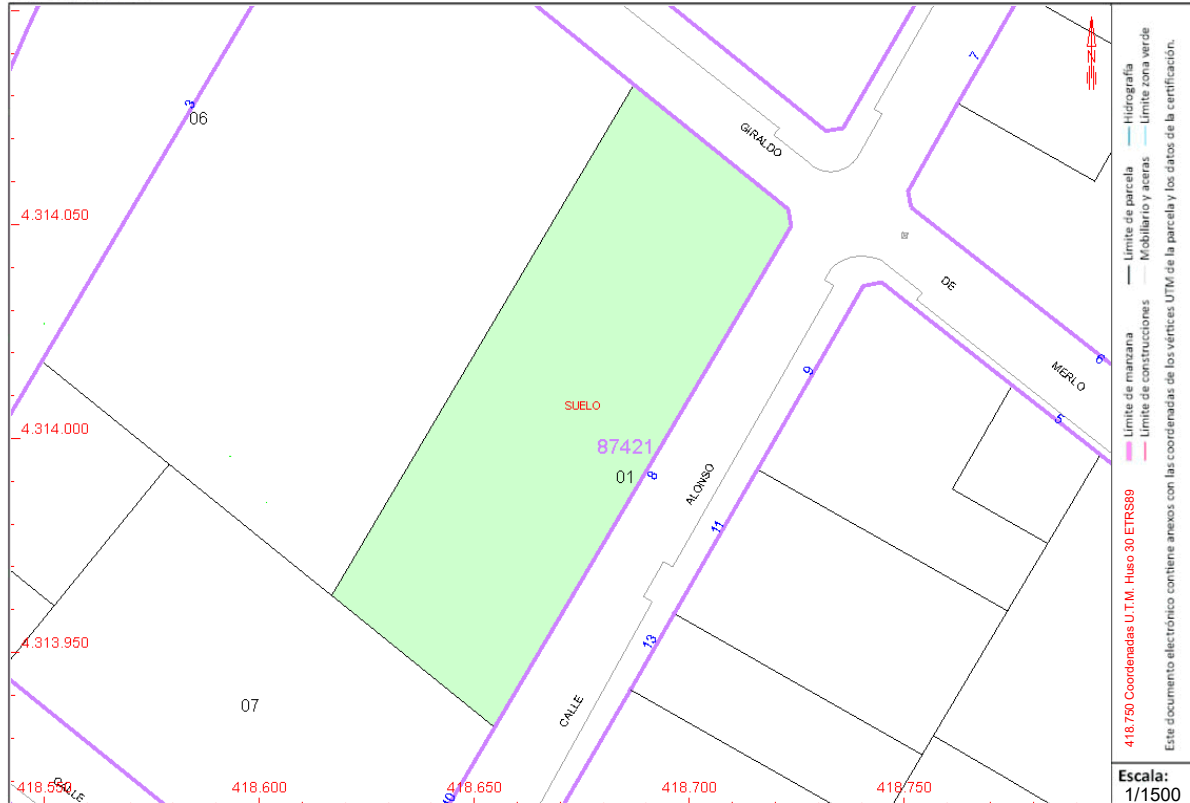 3
06
7
GIRALDO
4.314.050
DE
6
MERLO
9
5
SUELO
4.314.000
87421
01
8
ALONSO
11
4.313.950
13
07
CALLE
CALLE
10
418.550
418.600
418.650
418.700
418.750
N
Límite de manzana
Límite de parcela
Hidrografía
Límite de construcciones
Mobiliario y aceras
Límite zona verde
418.750 Coordenadas U.T.M. Huso 30 ETRS89
Este documento electrónico contiene anexos con las coordenadas de los vértices UTM de la parcela y los datos de la certificación.
Escala:
1/1500